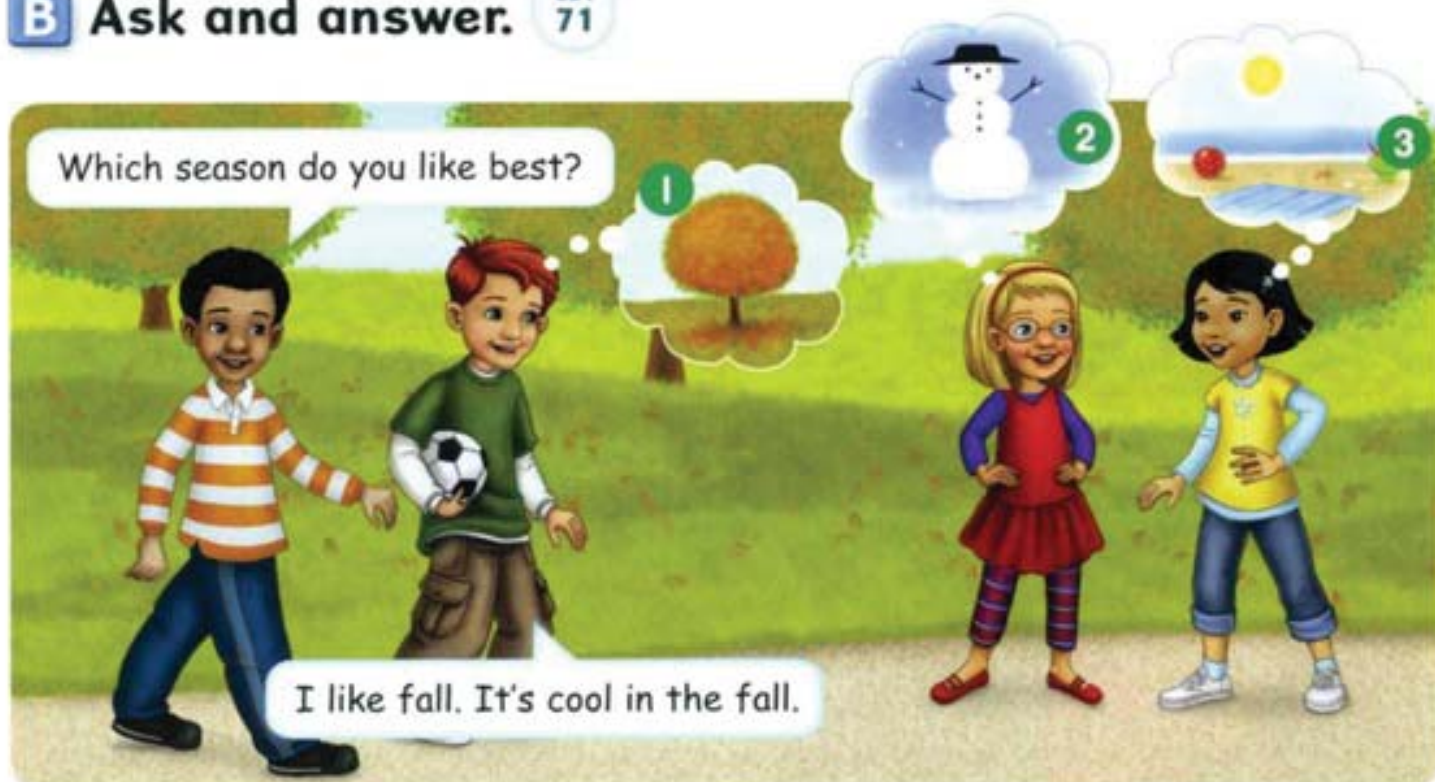 B Ask and answer. 71
Which season do you like best?
1
2
3
I like fall. It's cool in the fall.